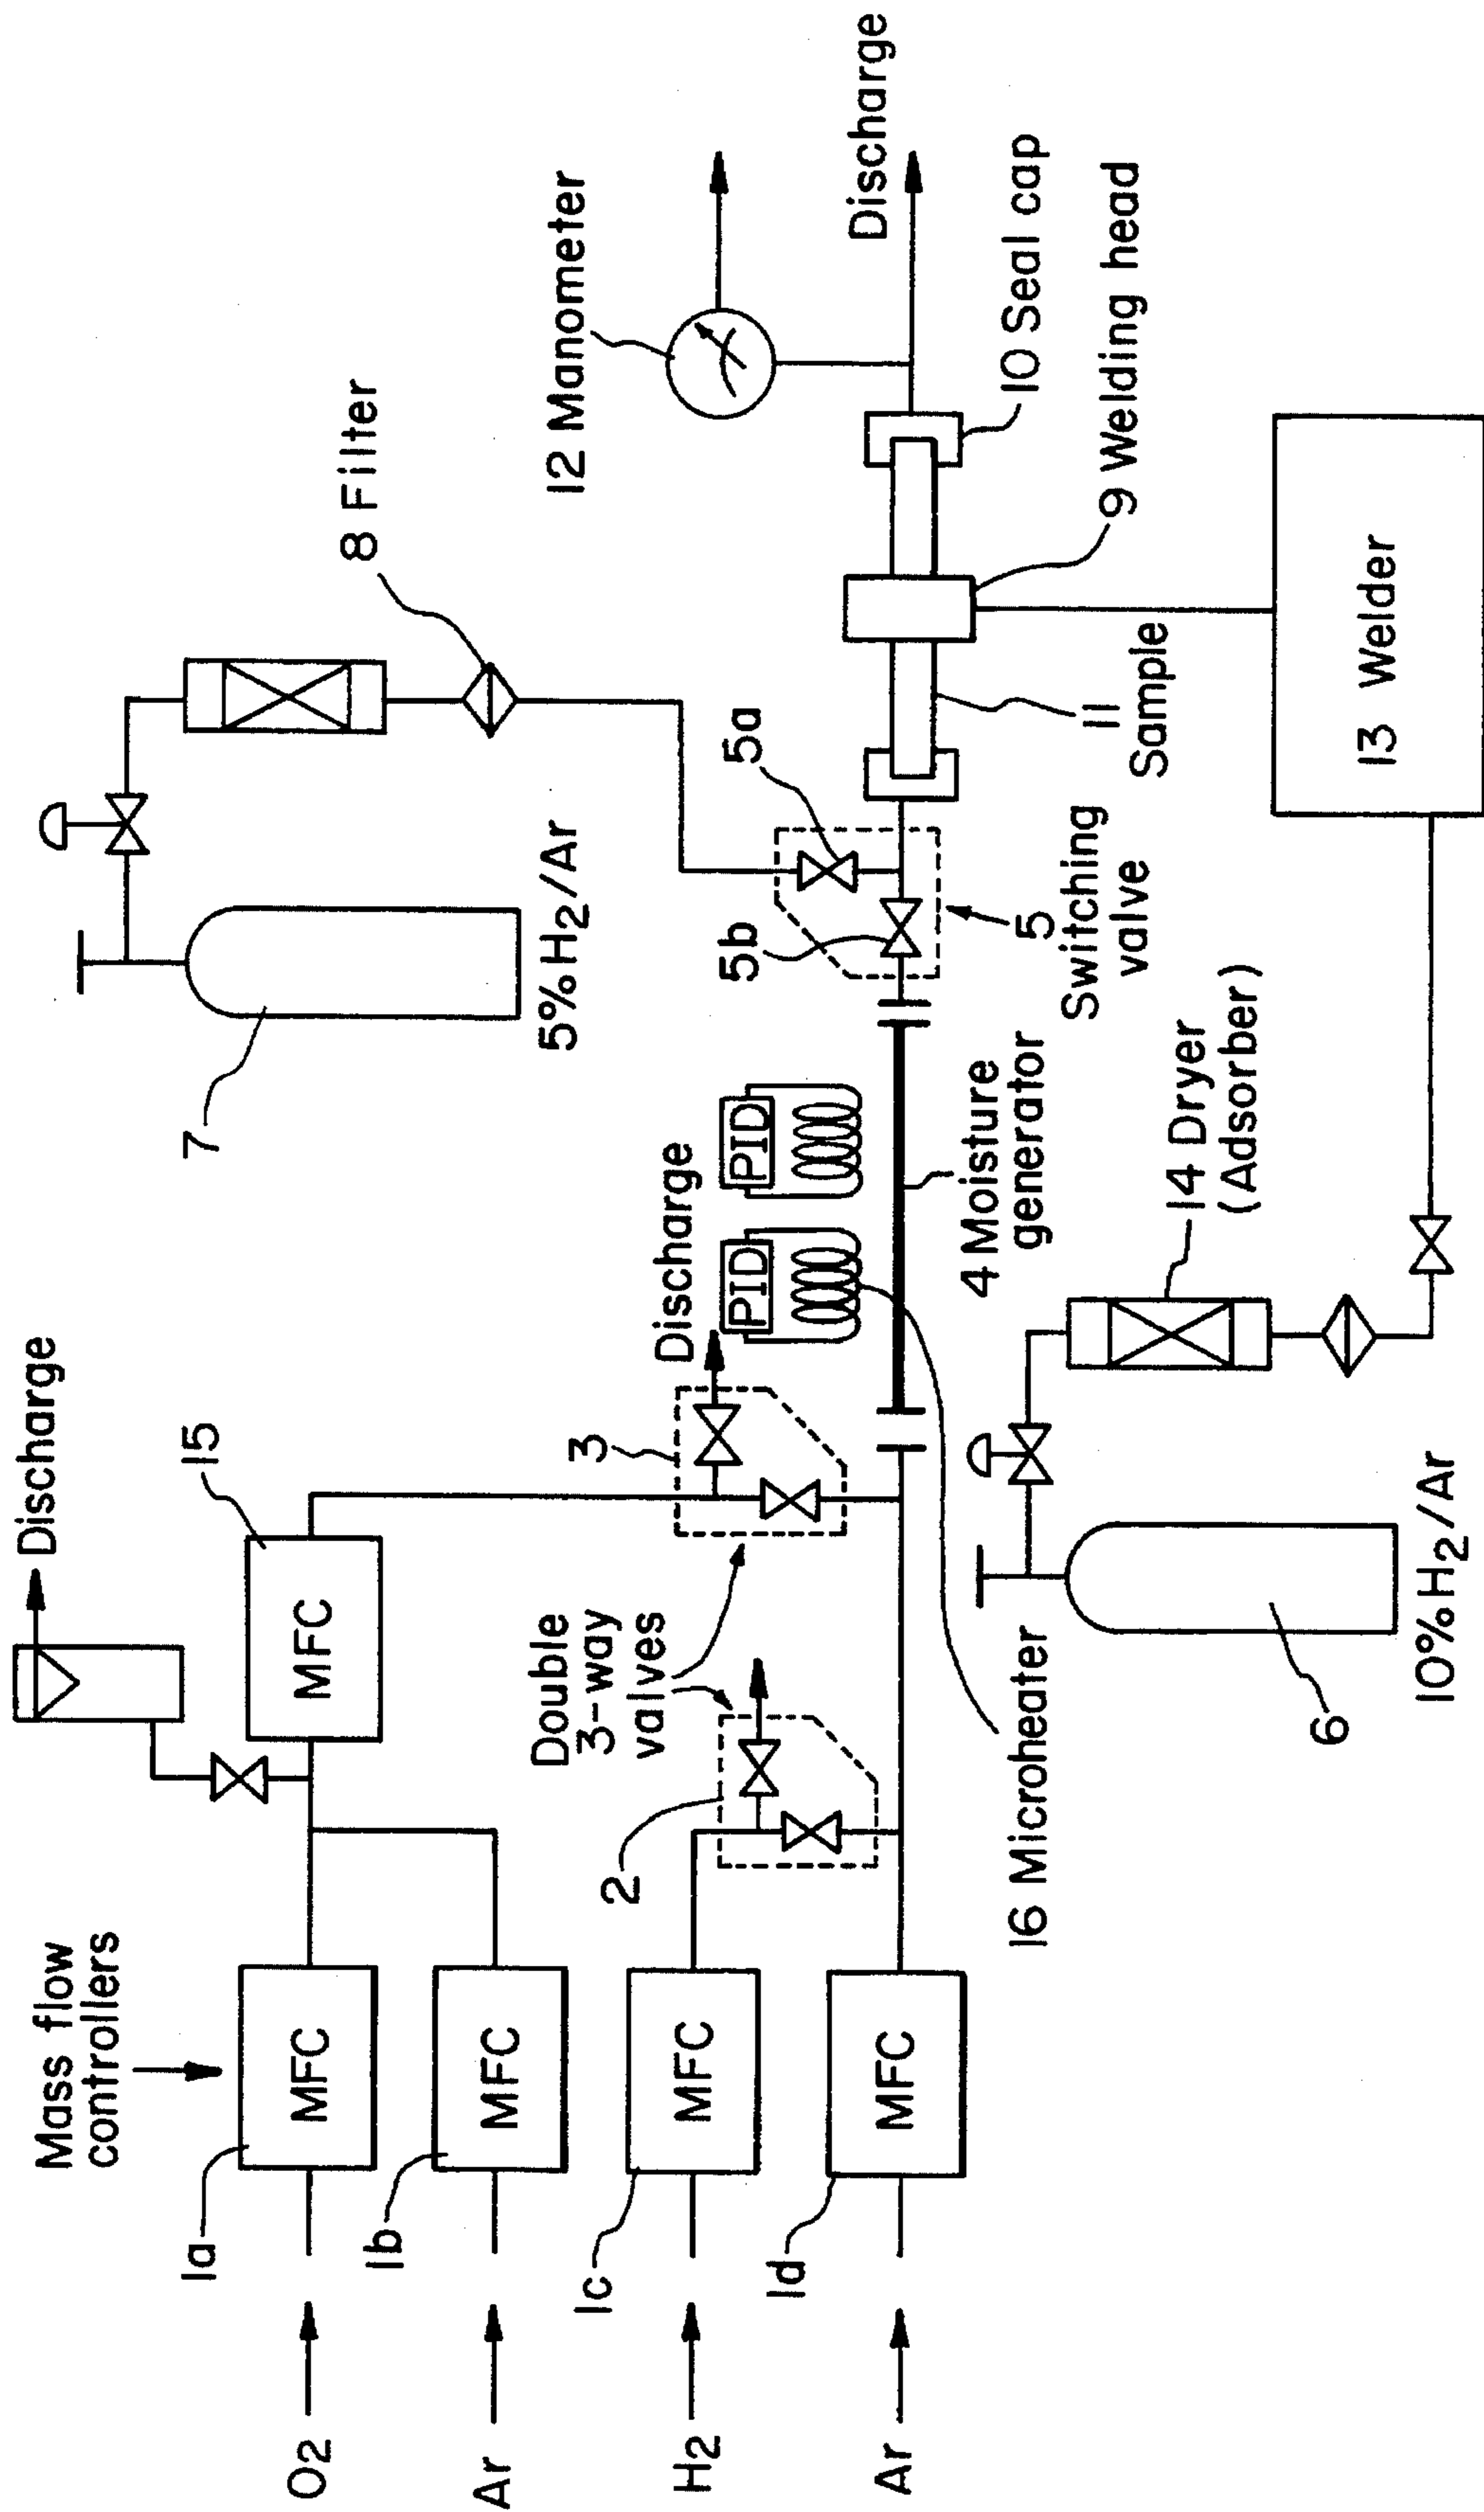 Mass flow
controllers
Discharge
O2
1a
MFC
15
MFC
7
5% H2/Ar
8 Filter
Ar
1b
MFC
Double
3-way
valves
3
Discharge
PID
PID
5b
5a
12 Manometer
Discharge
H2
1c
MFC
2
Ar
1d
MFC
16 Microheater
4 Moisture
generator
5
Switching
valve
11
Sample
10 Seal cap
9 Welding head
6
10% H2/Ar
14 Dryer
(Adsorber)
13 Welder